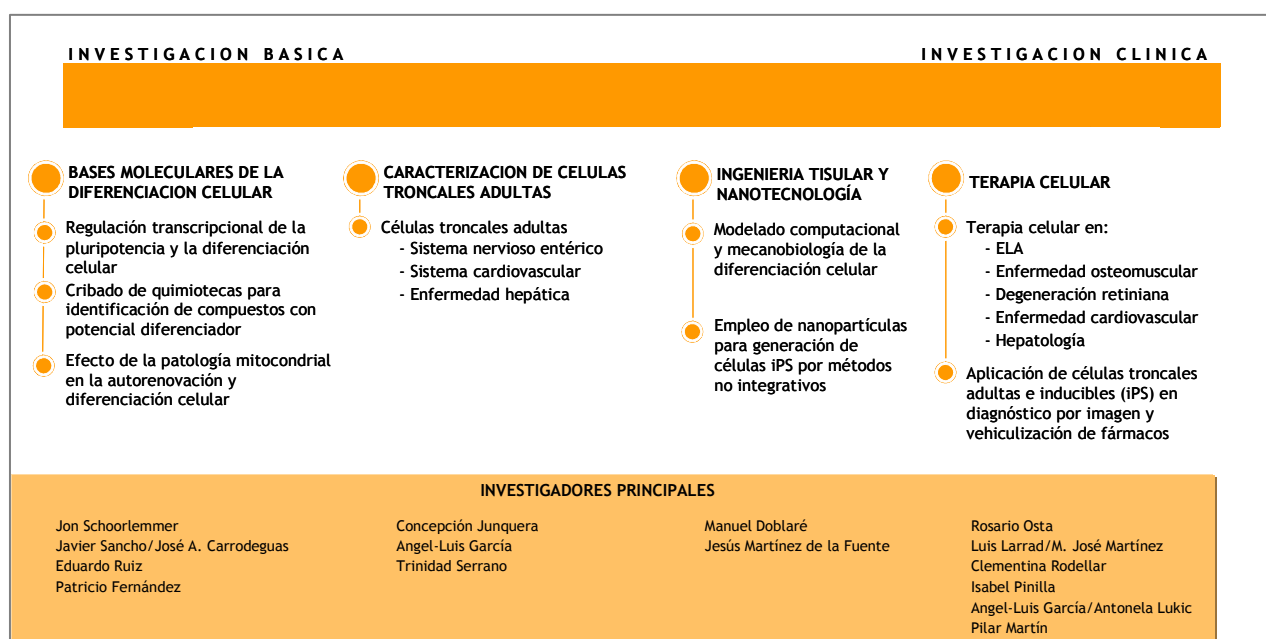 INVESTIGACION BASICA
INVESTIGACION CLINICA
BASES MOLECULARES DE LA
DIFERENCIACION CELULAR
Regulación transcripcional de la
pluripotencia y la diferenciación
celular
Cribado de quimiotecas para
identificación de compuestos con
potencial diferenciador
Efecto de la patología mitocondrial
en la autorenovación y
diferenciación celular
CARACTERIZACION DE CELULAS
TRONCALES ADULTAS
Células troncales adultas
- Sistema nervioso entérico
- Sistema cardiovascular
- Enfermedad hepática
INGENIERIA TISULAR Y
NANOTECNOLOGÍA
Modelado computacional
y mecanobiología de la
diferenciación celular
Empleo de nanopartículas
para generación de
células iPS por métodos
no integrativos
TERAPIA CELULAR
Terapia celular en:
- ELA
- Enfermedad osteomuscular
- Degeneración retiniana
- Enfermedad cardiovascular
- Hepatología
Aplicación de células troncales
adultas e inducibles (iPS) en
diagnóstico por imagen y
vehiculización de fármacos
INVESTIGADORES PRINCIPALES
Jon Schoorlemmer
Javier Sancho/José A. Carrodeguas
Eduardo Ruiz
Patricio Fernández
Concepción Junquera
Angel-Luis García
Trinidad Serrano
Manuel Doblaré
Jesús Martínez de la Fuente
Rosario Osta
Luis Larrad/M. José Martínez
Clementina Rodellar
Isabel Pinilla
Angel-Luis García/Antonela Lukic
Pilar Martín